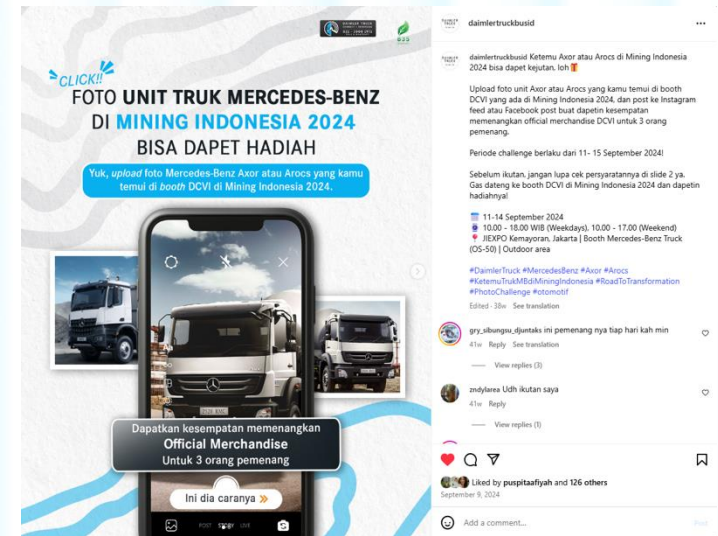 CLICK!!
FOTO UNIT TRUK MERCEDES-BENZ
DI MINING INDONESIA 2024
BISA DAPAT HADIAH
Yuk, upload foto Mercedes-Benz Axor atau Arocs yang kamu
temui di booth DCVI di Mining Indonesia 2024.
Dapatkan kesempatan memenangkan
Official Merchandise
Untuk 3 orang pemenang
Ini dia caranya »
POST STORY LIVE
daimlertruckbusid
daimlertruckbusid Ketemu Axor atau Arocs di Mining Indonesia
2024 bisa dapet kejutan, loh
Upload foto unit Axor atau Arocs yang kamu temui di booth
DCVI yang ada di Mining Indonesia 2024, dan post ke Instagram
feed atau Facebook post buat dapetin kesempatan
memenangkan official merchandise DCVI untuk 3 orang
pemenang.
Periode challenge berlaku dari 11- 15 September 2024!
Sebelum ikutan, jangan lupa cek persyaratannya di slide 2 ya.
Gas dateng ke booth DCVI di Mining Indonesia 2024 dan dapetin
hadiahnya!
11-14 September 2024
10.00 - 18.00 WIB (Weekdays), 10.00 - 17.00 (Weekend)
JIEXPO Kemayoran, Jakarta | Booth Mercedes-Benz Truck
(OS-50) | Outdoor area
#DaimlerTruck #MercedesBenz #Axor #Arocs
#KetemuTrukMBdiMiningIndonesia #RoadToTransformation
#PhotoChallenge #otomotif
Edited · 38w See translation
gry_sibungsu_djuntaks ini pemenang nya tiap hari kah min
41w Reply See translation
View replies (3)
zndylarea Udh ikutan saya
41w Reply
View replies (1)
Liked by puspitaafiyah and 126 others
September 9, 2024
Add a comment...
Post